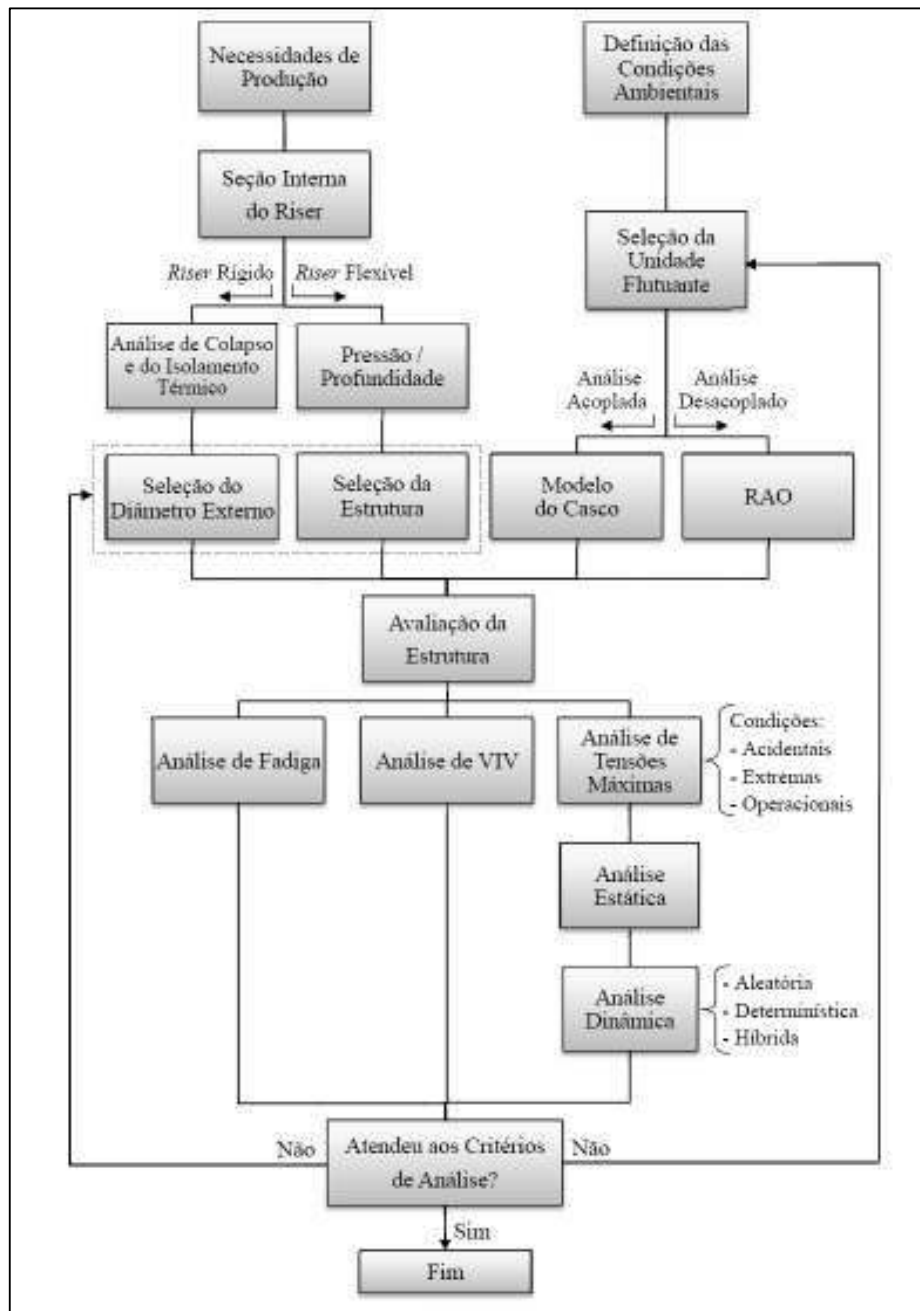 Necessidades de
Produção
Definição das
Condições
Ambientais
Seção Interna
do Riser
Seleção da
Unidade
Flutuante
Riser Rígido
Riser Flexível
Análise de Colapso
e do Isolamento
Térmico
Pressão /
Profundidade
Análise
Acoplada
Análise
Desacoplado
Seleção do
Diâmetro Externo
Seleção da
Estrutura
Modelo
do Casco
RAO
Avaliação da
Estrutura
Análise de Fadiga
Análise de VIV
Análise de
Tensões
Máximas
Condições:
- Acidentais
- Extremas
- Operacionais
Análise
Estática
Análise
Dinâmica
- Aleatória
- Determinística
- Híbrida
Não
Atendeu aos Critérios
de Análise?
Não
Sim
Fim